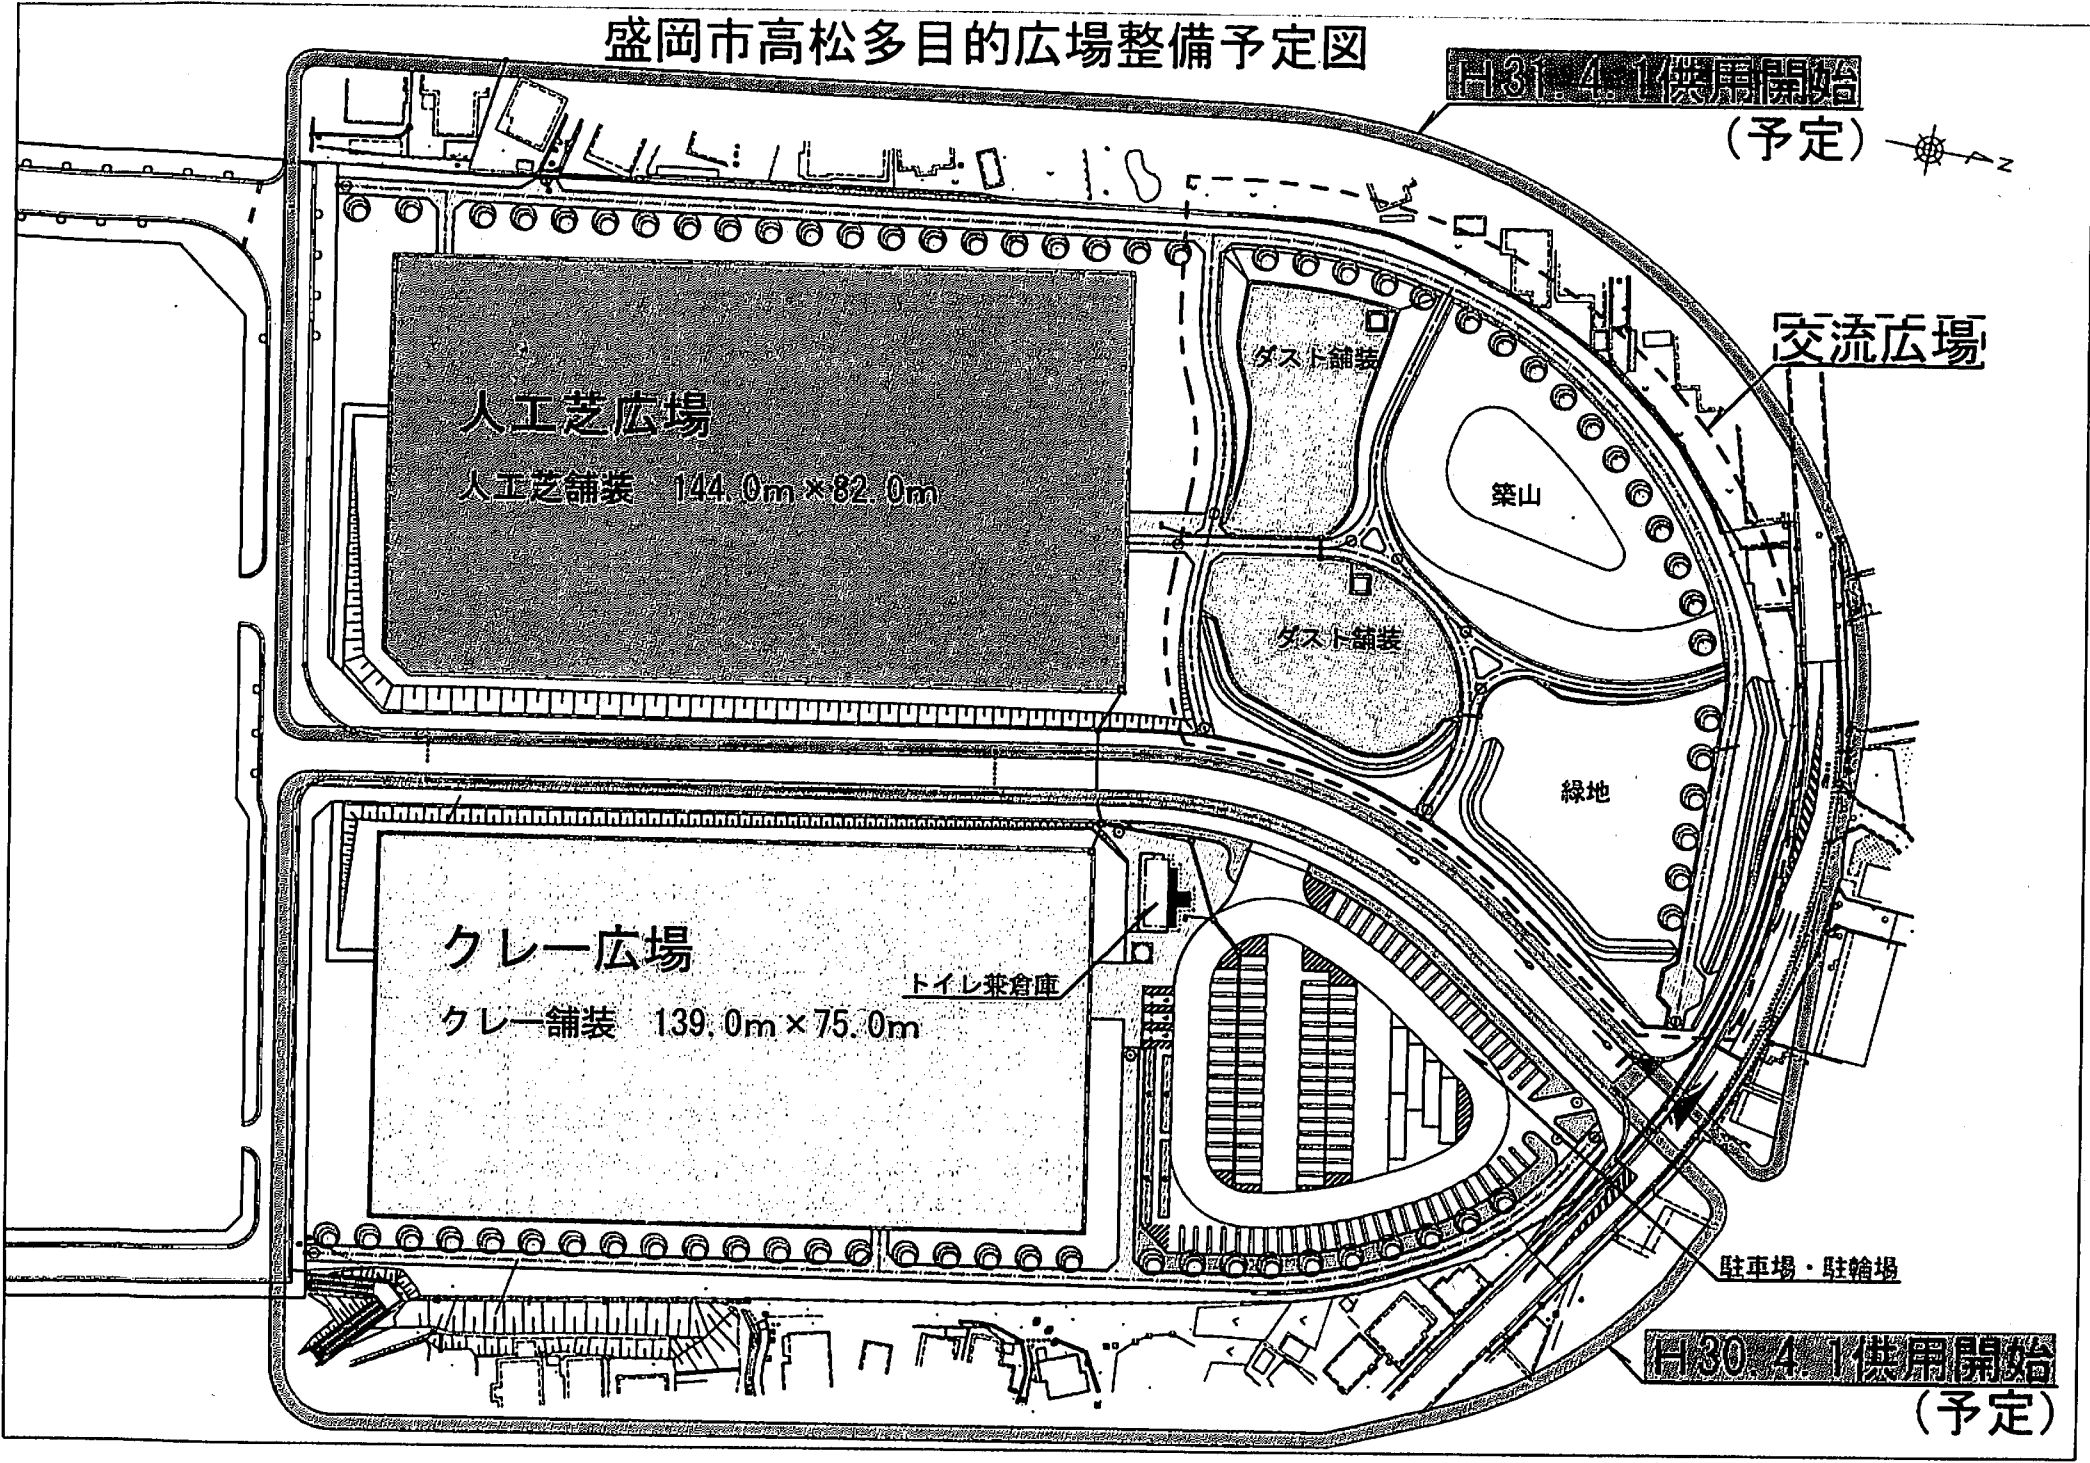 盛岡市高松多目的広場整備予定図
H31.4.1供用開始
(予定)
N
交流広場
ダスト舗装
人工芝広場
人工芝舗装 144.0m×82.0m
築山
ダスト舗装
緑地
クレー広場
トイレ兼倉庫
クレー舗装 139.0m×75.0m
駐車場・駐輪場
H30.4.1供用開始
(予定)